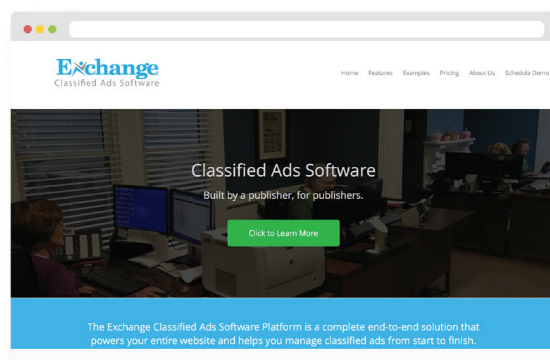 Exchange
Classified Ads Software
Home Features Examples Pricing About Us Schedule Demo
Classified Ads Software
Built by a publisher, for publishers.
Click to Learn More
The Exchange Classified Ads Software Platform is a complete end-to-end solution that
powers your entire website and helps you manage classified ads from start to finish.